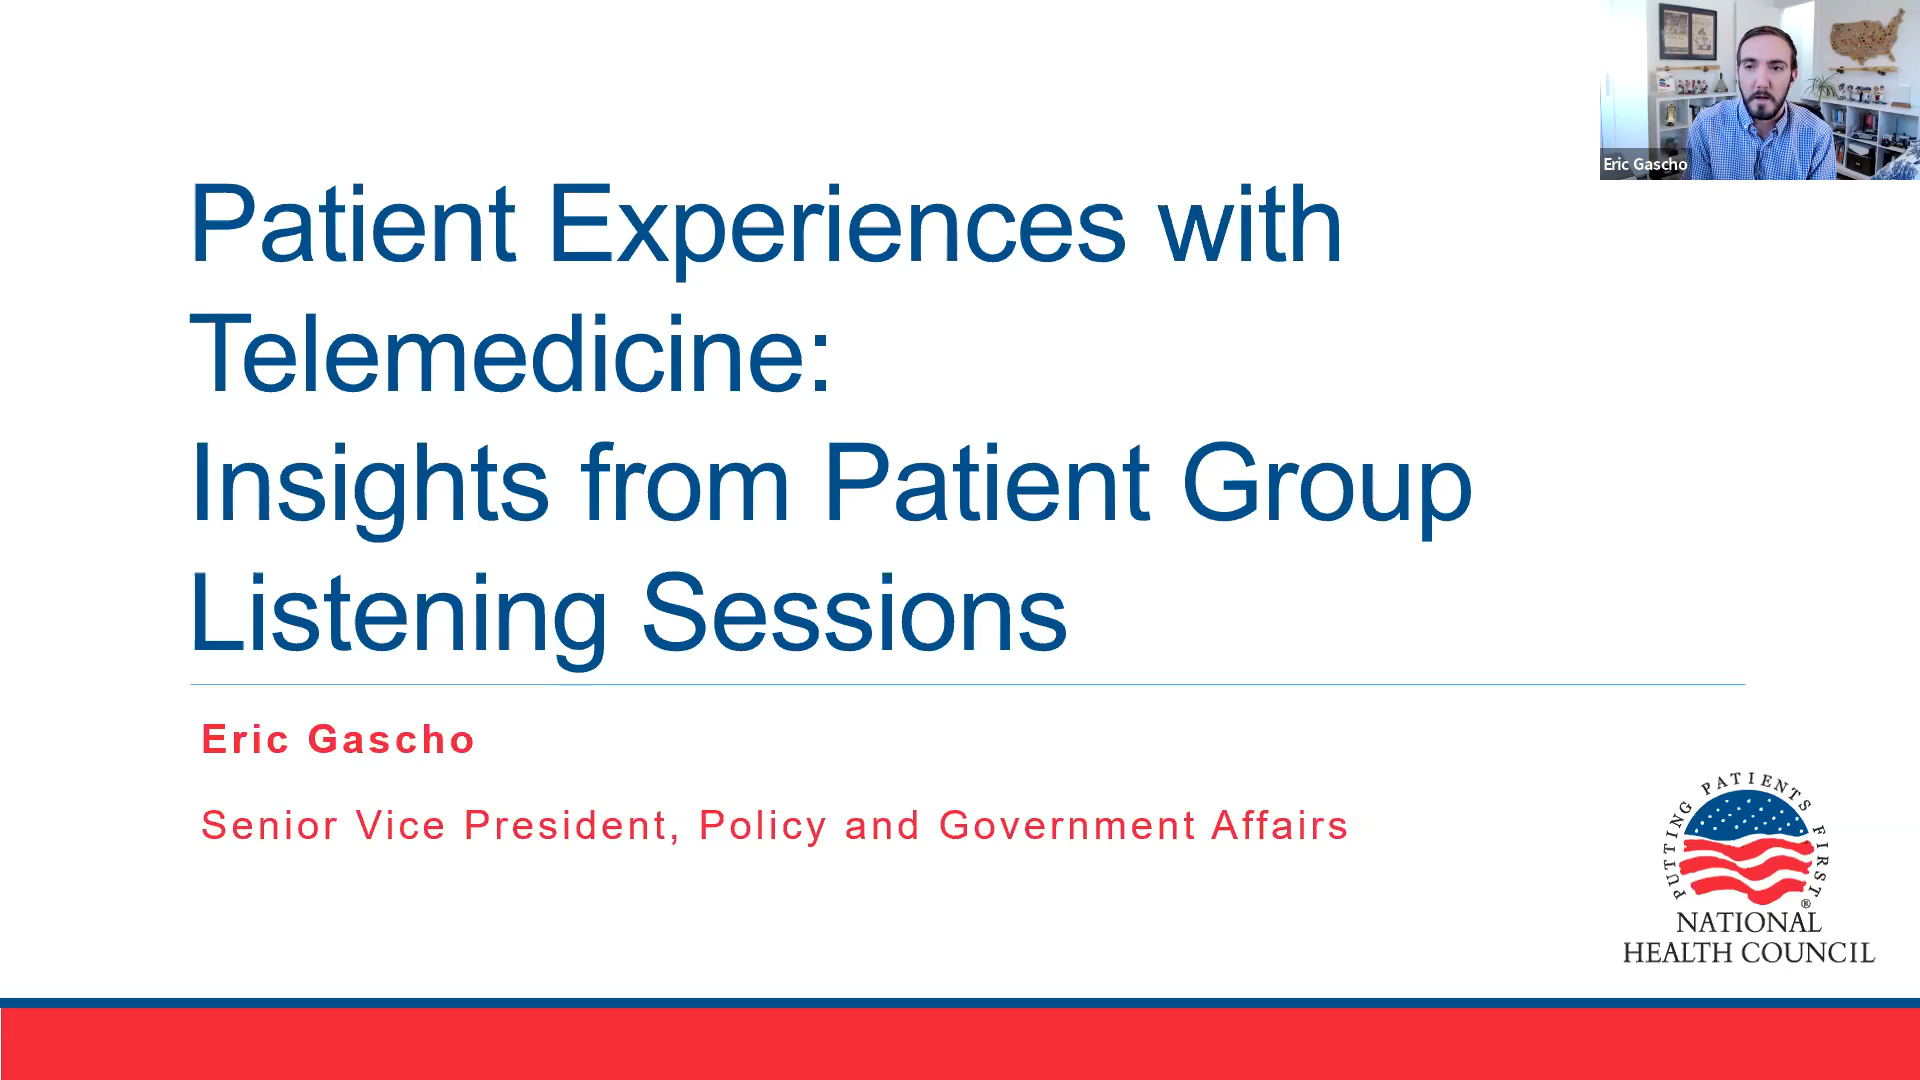 Patient Experiences with
Telemedicine:
Insights from Patient Group
Listening Sessions
Eric Gascho
Senior Vice President, Policy and Government Affairs
Eric Gascho
PUTTING PATIENTS FIRST
®
NATIONAL
HEALTH COUNCIL